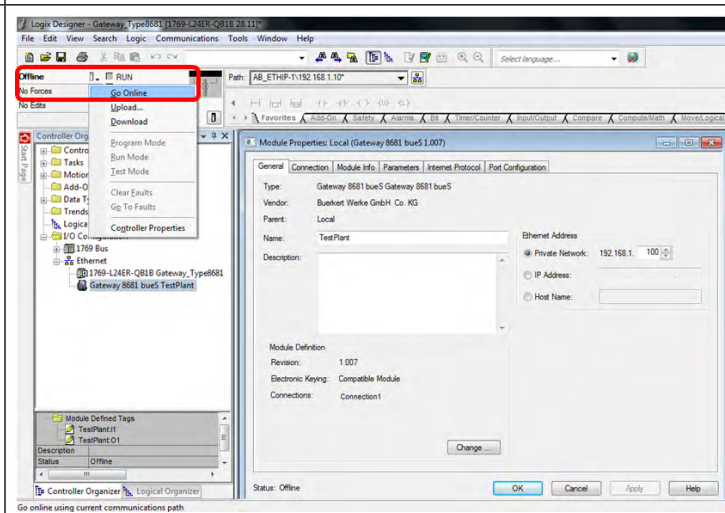 Logix Designer - Gateway_Type8681 [1769-L24ER-QB1B 28.11]*
File Edit View Search Logic Communications Tools Window Help
Select language...
Offline RUN
No Forces
No Edits
Path: AB_ETHIP-1\192.168.1.10*
Go Online
Upload...
Download
Program Mode
Run Mode
Test Mode
Clear Faults
Go To Faults
Controller Properties
Favorites Add-On Safety Alarms Bit Timer/Counter Input/Output Compare Compute/Math Move/Logical
Start Page
Controller Org
Contro
Tasks
Motion
Add-O
Data T
Trends
Logica
I/O Co
1769 Bus
Ethernet
1769-L24ER-QB1B Gateway_Type8681
Gateway 8681 bueS TestPlant
Module Defined Tags
TestPlant:I1
TestPlant:O1
Description
Status Offline
Controller Organizer Logical Organizer
Go online using current communications path
Module Properties: Local (Gateway 8681 bueS 1.007)
General Connection Module Info Parameters Internet Protocol Port Configuration
Type: Gateway 8681 bueS Gateway 8681 bueS
Vendor: Buerkert Werke GmbH Co. KG
Parent: Local
Name: TestPlant
Description:
Ethernet Address
Private Network: 192.168.1. 100
IP Address:
Host Name:
Module Definition
Revision: 1.007
Electronic Keying: Compatible Module
Connections: Connection1
Change ...
Status: Offline
OK Cancel Apply Help